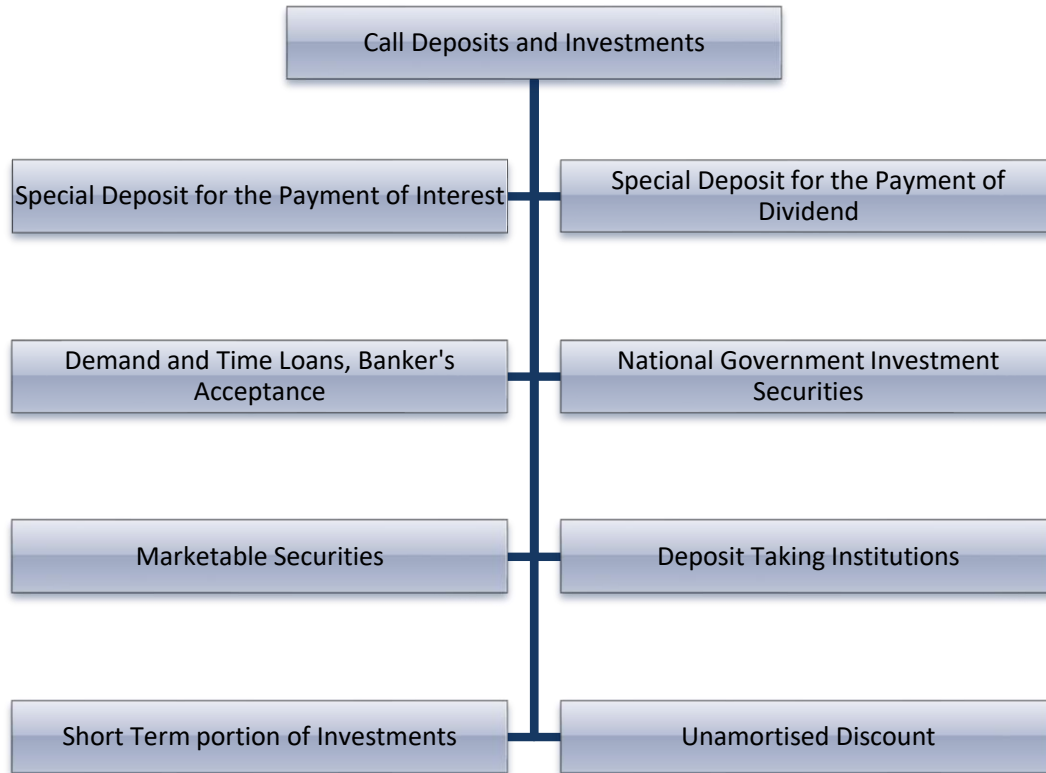 Call Deposits and Investments
Special Deposit for the Payment of Interest
Special Deposit for the Payment of
Dividend
Demand and Time Loans, Banker's
Acceptance
National Government Investment
Securities
Marketable Securities
Deposit Taking Institutions
Short Term portion of Investments
Unamortised Discount